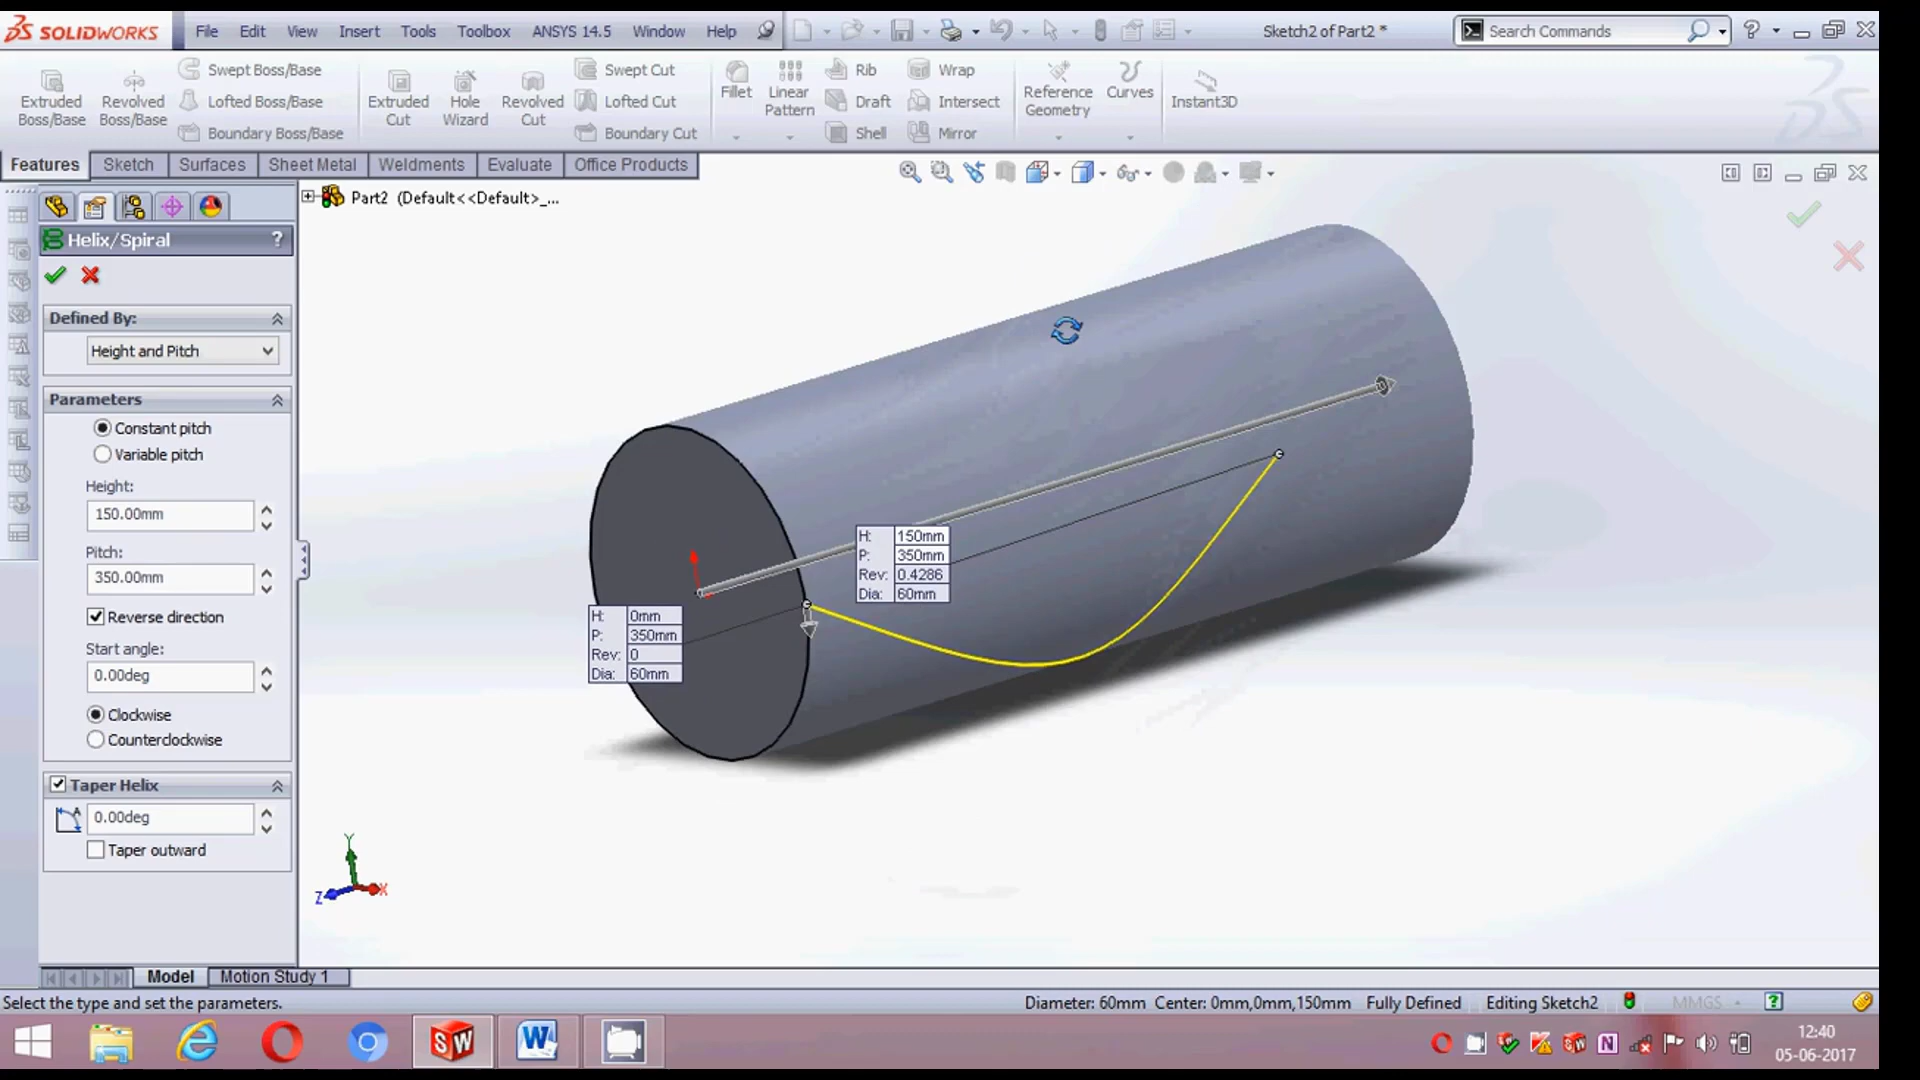 SOLIDWORKS File Edit View Insert Tools Toolbox ANSYS 14.5 Window Help Sketch2 of Part2 * Search Commands ?
Extruded Boss/Base
Revolved Boss/Base
Swept Boss/Base
Lofted Boss/Base
Boundary Boss/Base
Extruded Cut
Hole Wizard
Revolved Cut
Swept Cut
Lofted Cut
Boundary Cut
Fillet
Linear Pattern
Rib
Draft
Shell
Wrap
Intersect
Mirror
Reference Geometry
Curves
Instant3D
Features Sketch Surfaces Sheet Metal Weldments Evaluate Office Products
Part2 (Default<<Default>_...
Helix/Spiral ?
Defined By:
Height and Pitch
Parameters
Constant pitch
Variable pitch
Height:
150.00mm
Pitch:
350.00mm
Reverse direction
Start angle:
0.00deg
Clockwise
Counterclockwise
Taper Helix
0.00deg
Taper outward
H: 150mm
P: 350mm
Rev: 0.4286
Dia: 60mm
H: 0mm
P: 350mm
Rev: 0
Dia: 60mm
Y
Z X
Model Motion Study 1
Select the type and set the parameters. Diameter: 60mm Center: 0mm,0mm,150mm Fully Defined Editing Sketch2 MMGS ?
12:40
05-06-2017